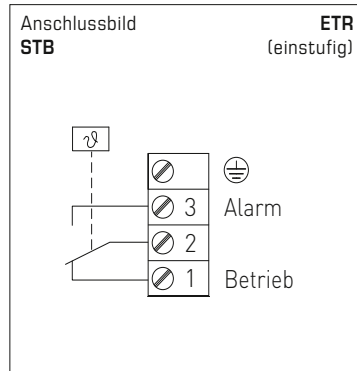 Anschlussbild ETR
STB (einstufig)
ϑ
3 Alarm
2
1 Betrieb